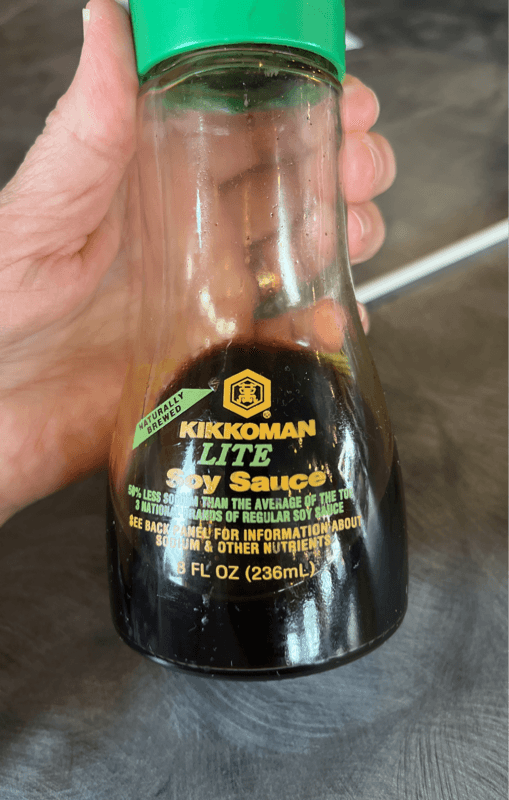 NATURALLY
BREWED
®
KIKKOMAN
LITE
Soy Sauce
50% LESS SODIUM THAN THE AVERAGE OF THE TOP
3 NATIONAL BRANDS OF REGULAR SOY SAUCE
SEE BACK PANEL FOR INFORMATION ABOUT
SODIUM & OTHER NUTRIENTS
8 FL OZ (236mL)